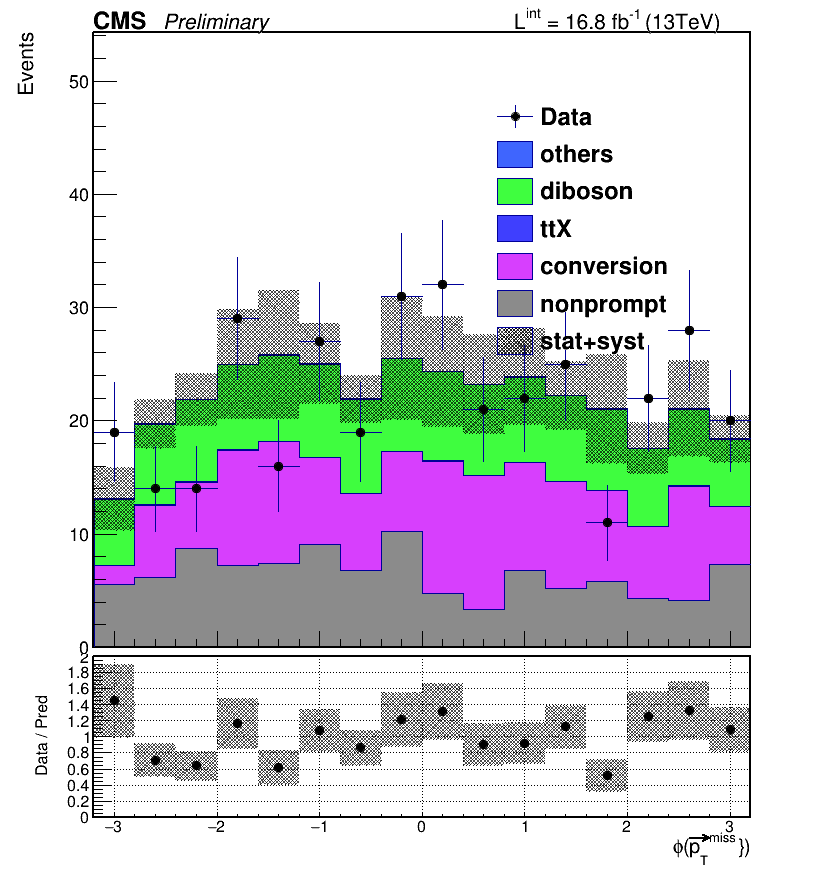 CMS Preliminary L^int = 16.8 fb^-1 (13TeV)
Events
50
40
30
20
10
0
Data
others
diboson
ttX
conversion
nonprompt
stat+syst
Data / Pred
2
1.8
1.6
1.4
1.2
1
0.8
0.6
0.4
0.2
0
−3 −2 −1 0 1 2 3
ϕ(p_T^miss })